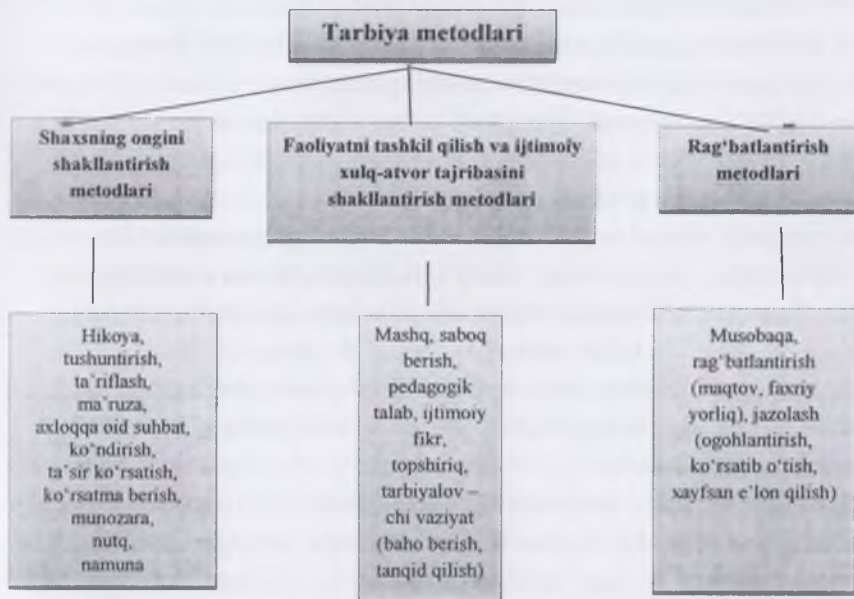 Tarbiya metodlari
Shaxsning ongini
shakllantirish
metodlari
Faoliyatni tashkil qilish va ijtimoiy
xulq-atvor tajribasini
shakllantirish metodlari
Rag‘batlantirish
metodlari
Hikoya,
tushuntirish,
ta`riflash,
ma`ruza,
axloqqa oid suhbat,
ko‘ndirish,
ta`sir ko‘rsatish,
ko‘rsatma berish,
munozara,
nutq,
namuna
Mashq, saboq
berish,
pedagogik
talab, ijtimoiy
fikr,
topshiriq,
tarbiyalov –
chi vaziyat
(baho berish,
tanqid qilish)
Musobaqa,
rag‘batlantirish
(maqtov, faxriy
yorliq), jazolash
(ogohlantirish,
ko‘rsatib o‘tish,
xayfsan e`lon qilish)